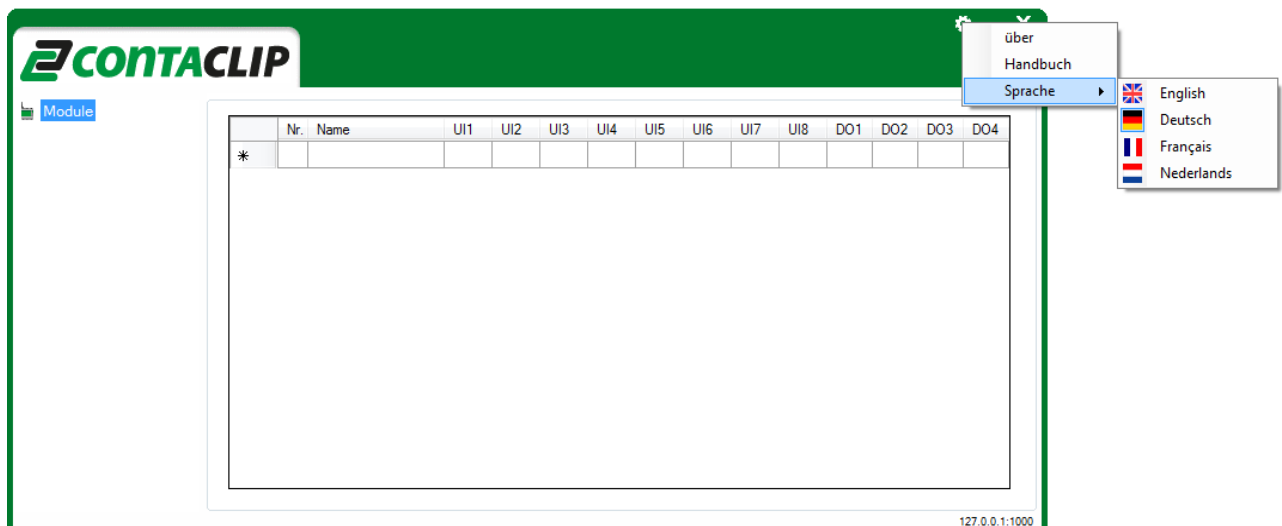 CONTACLIP
über
Handbuch
Sprache
English
Deutsch
Français
Nederlands
Module
Nr. Name UI1 UI2 UI3 UI4 UI5 UI6 UI7 UI8 DO1 DO2 DO3 DO4
127.0.0.1:1000